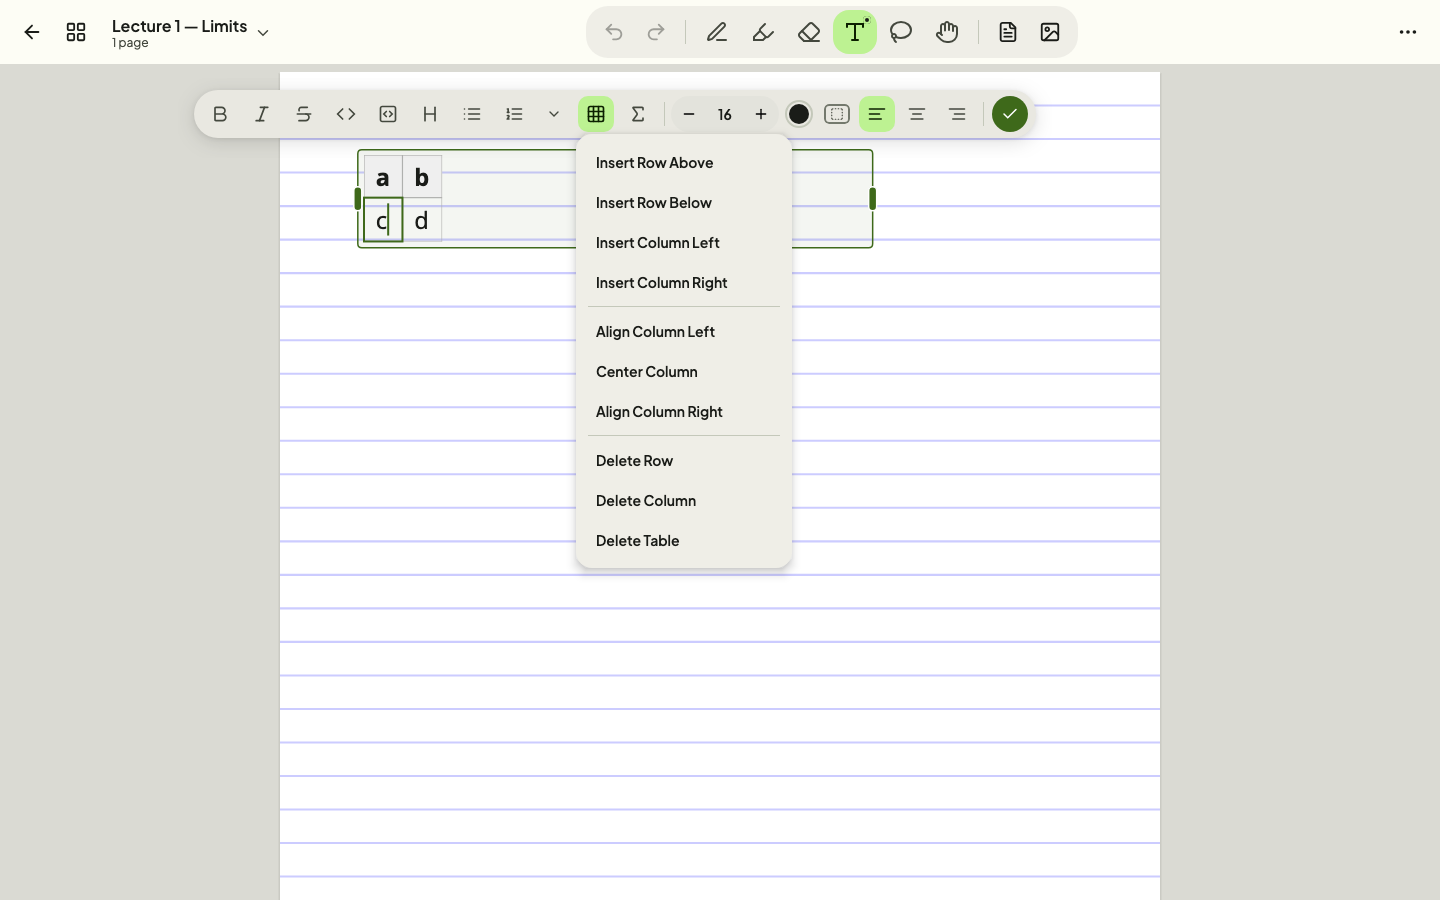 Lecture 1 — Limits
1 page
16
a b
c d
Insert Row Above
Insert Row Below
Insert Column Left
Insert Column Right
Align Column Left
Center Column
Align Column Right
Delete Row
Delete Column
Delete Table